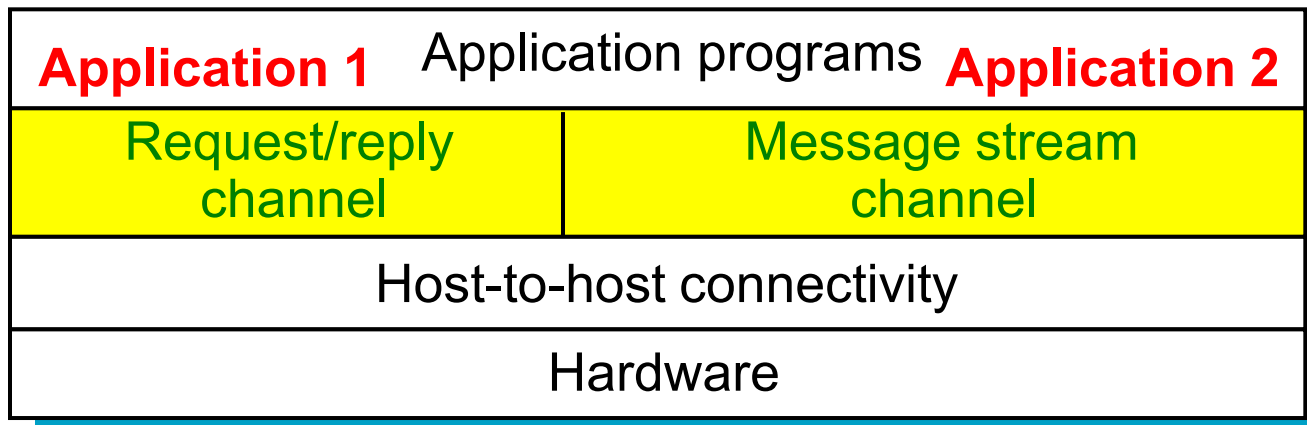 Application 1 Application programs Application 2
Request/reply
channel
Message stream
channel
Host-to-host connectivity
Hardware